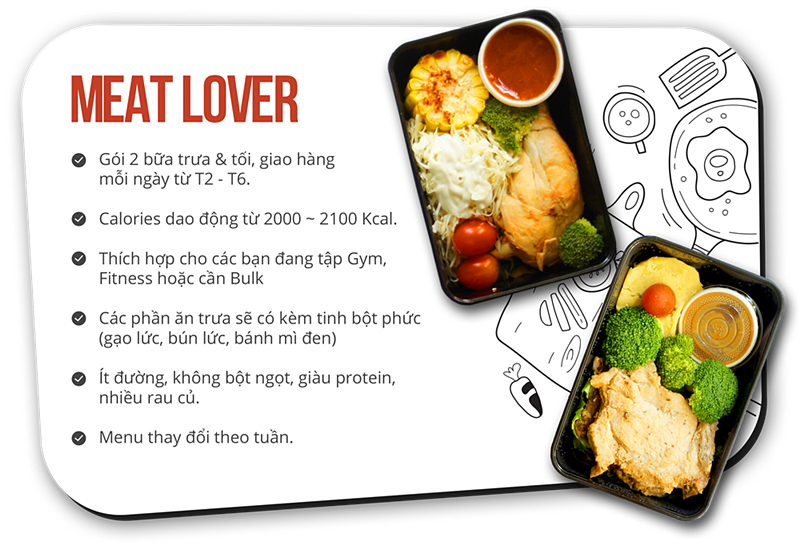 MEAT LOVER
Gói 2 bữa trưa & tối, giao hàng
mỗi ngày từ T2 - T6.
Calories dao động từ 2000 ~ 2100 Kcal.
Thích hợp cho các bạn đang tập Gym,
Fitness hoặc cần Bulk
Các phần ăn trưa sẽ có kèm tinh bột phức
(gạo lức, bún lức, bánh mì đen)
Ít đường, không bột ngọt, giàu protein,
nhiều rau củ.
Menu thay đổi theo tuần.